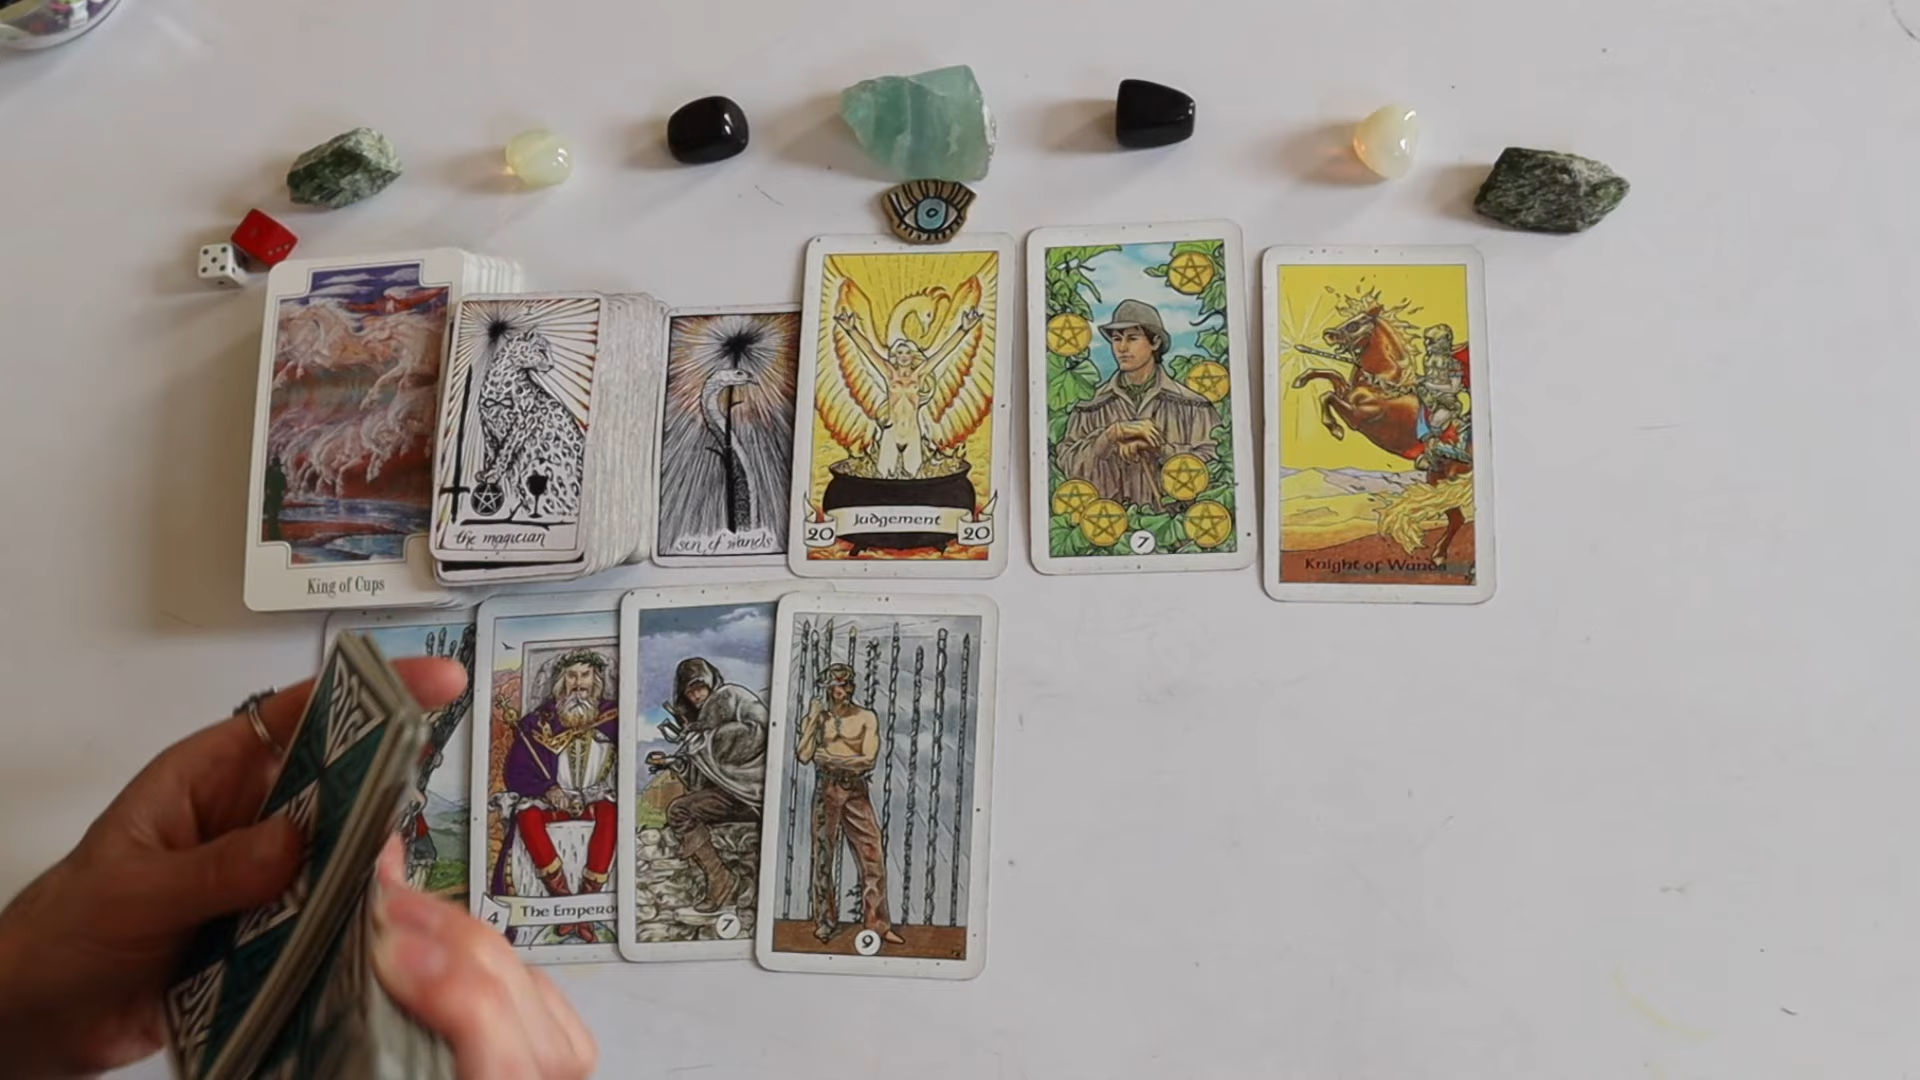 I
the magician
King of Cups
son of wands
20 Judgement 20
7
Knight of Wands
4 The Empero
7
9